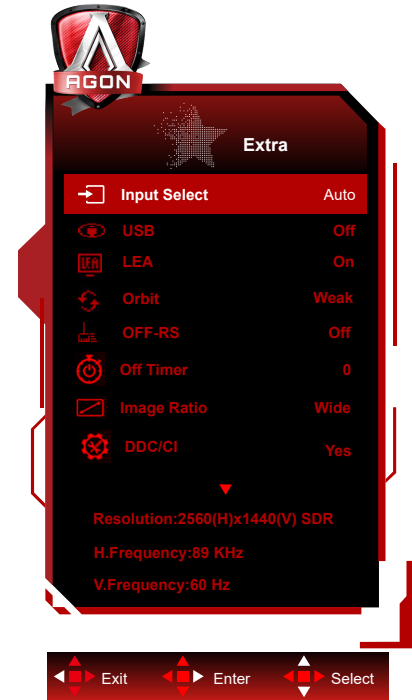 AGON
Extra
Input Select Auto
USB Off
LEA LEA On
Orbit Weak
OFF-RS Off
Off Timer 0
Image Ratio Wide
DDC/CI Yes
Resolution:2560(H)x1440(V) SDR
H.Frequency:89 KHz
V.Frequency:60 Hz
Exit Enter Select